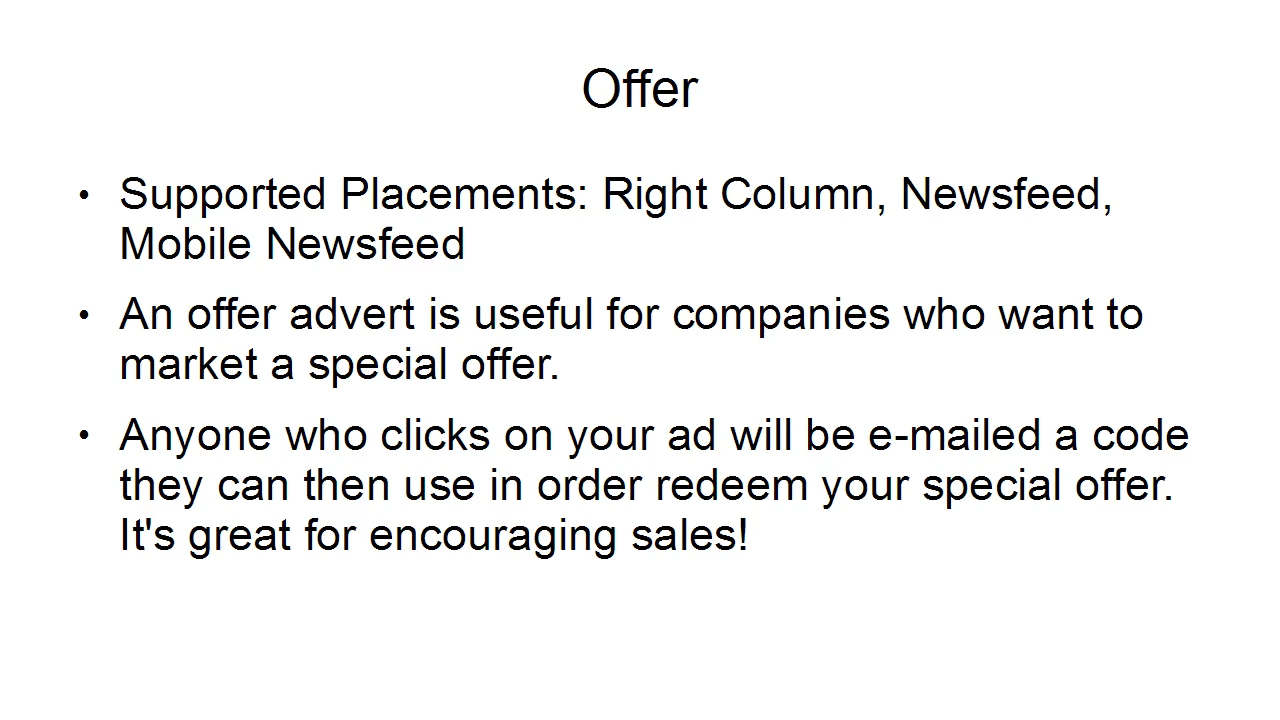 Offer
• Supported Placements: Right Column, Newsfeed,
Mobile Newsfeed
• An offer advert is useful for companies who want to
market a special offer.
• Anyone who clicks on your ad will be e-mailed a code
they can then use in order redeem your special offer.
It's great for encouraging sales!